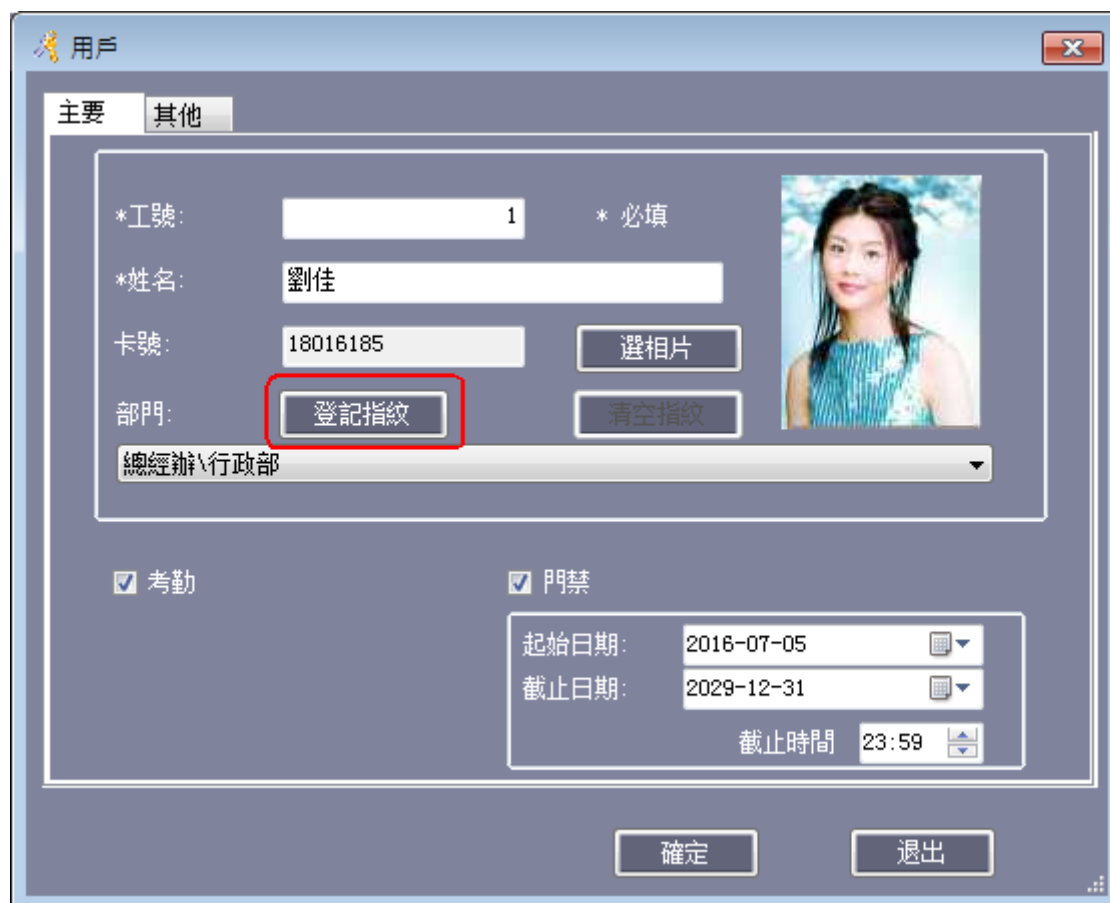 用戶
主要 其他
*工號: 1 * 必填
*姓名: 劉佳
卡號: 18016185 選相片
部門: 登記指紋 清空指紋
總經辦\行政部
考勤 門禁
起始日期: 2016-07-05
截止日期: 2029-12-31
截止時間 23:59
確定 退出